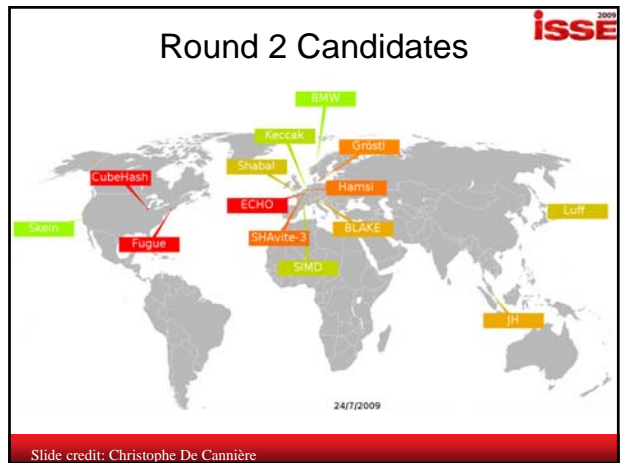 Round 2 Candidates
ISSE 2009
BMW
Keccak
Grøstl
Shabal
CubeHash
Hamsi
ECHO
Luff
Skein
BLAKE
SHAvite-3
Fugue
SIMD
JH
24/7/2009
Slide credit: Christophe De Cannière